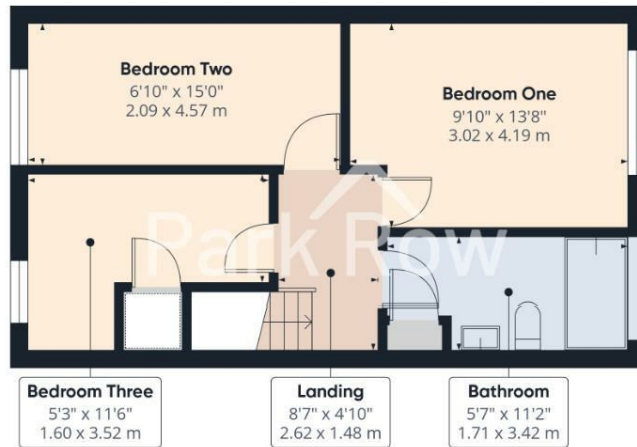 Bedroom Two
6'10" x 15'0"
2.09 x 4.57 m
Bedroom One
9'10" x 13'8"
3.02 x 4.19 m
Park Row
Bedroom Three
5'3" x 11'6"
1.60 x 3.52 m
Landing
8'7" x 4'10"
2.62 x 1.48 m
Bathroom
5'7" x 11'2"
1.71 x 3.42 m